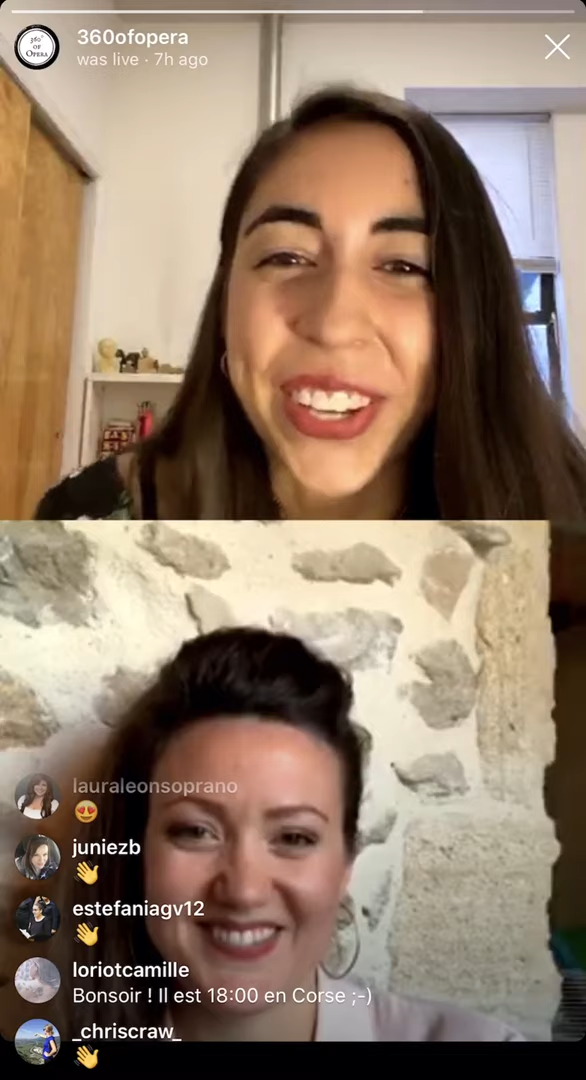 360°
OF
OPERA
360ofopera
was live · 7h ago
lauraleonsoprano
😍
juniezb
👋
estefaniagv12
👋
loriotcamille
Bonsoir ! Il est 18:00 en Corse ;-)
_chriscraw_
👋